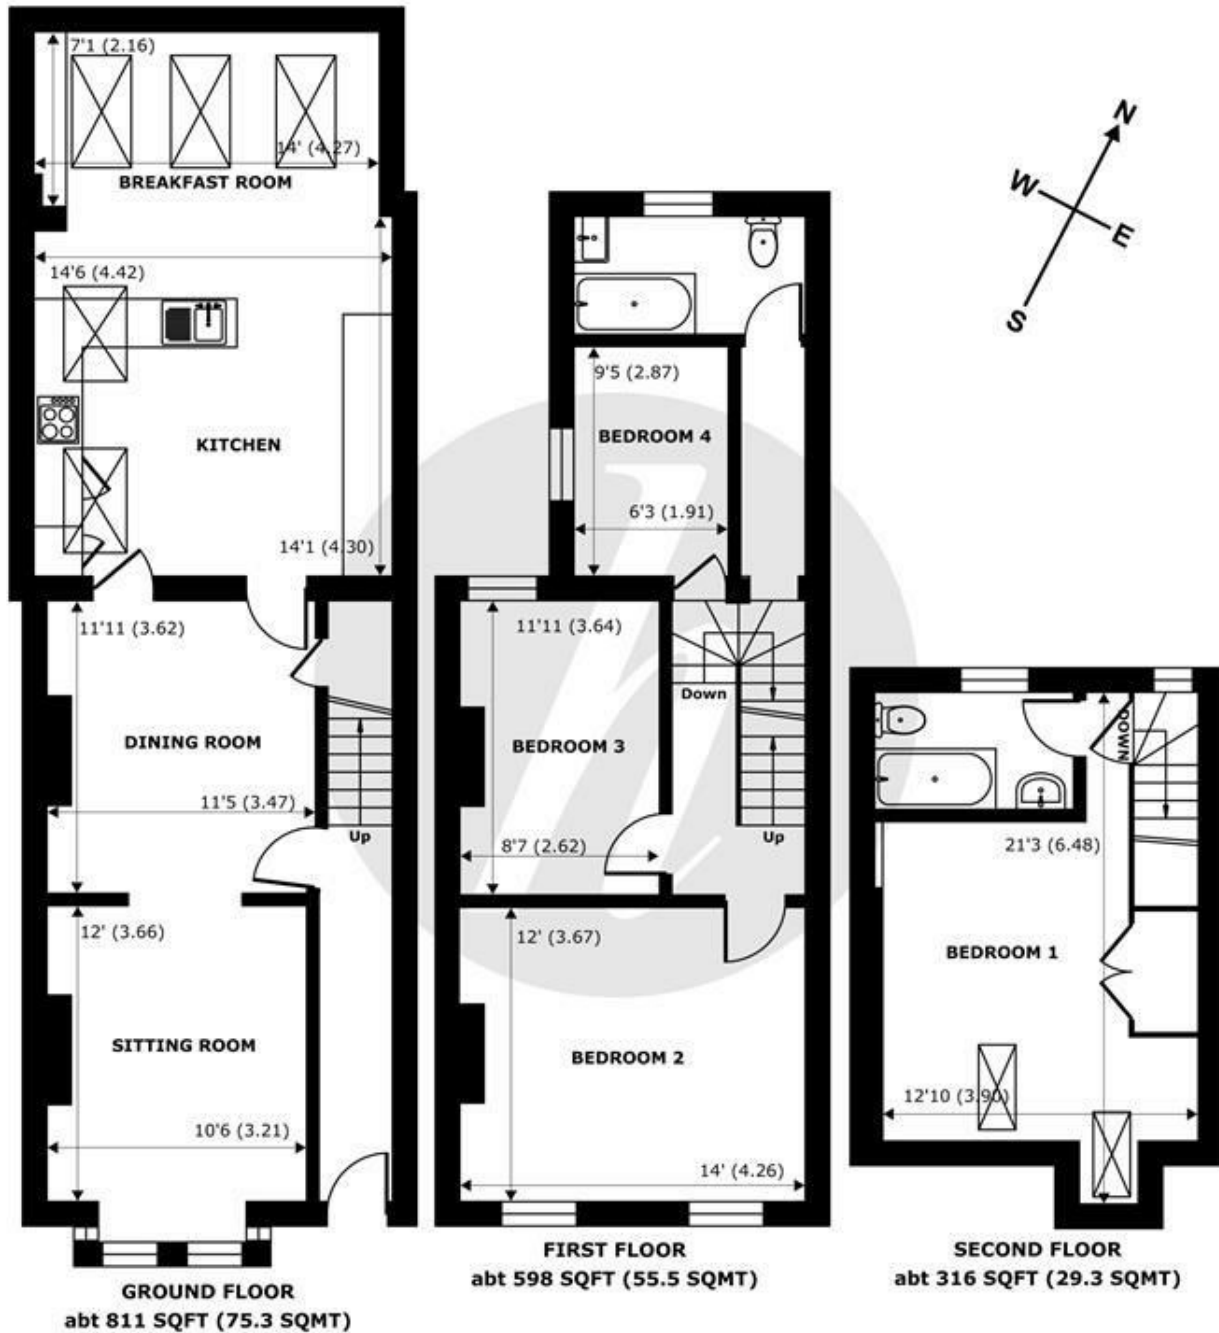 7'1 (2.16)
14' (4.27)
BREAKFAST ROOM
14'6 (4.42)
KITCHEN
14'1 (4.30)
11'11 (3.62)
DINING ROOM
11'5 (3.47)
Up
12' (3.66)
SITTING ROOM
10'6 (3.21)
GROUND FLOOR
abt 811 SQFT (75.3 SQMT)
9'5 (2.87)
BEDROOM 4
6'3 (1.91)
11'11 (3.64)
Down
BEDROOM 3
8'7 (2.62)
Up
12' (3.67)
BEDROOM 2
14' (4.26)
FIRST FLOOR
abt 598 SQFT (55.5 SQMT)
N
W
E
S
DOWN
21'3 (6.48)
BEDROOM 1
12'10 (3.90)
SECOND FLOOR
abt 316 SQFT (29.3 SQMT)
h